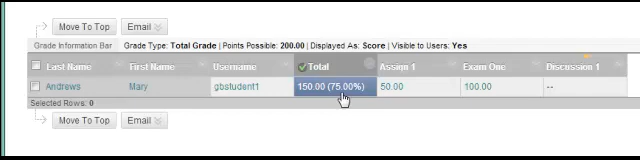 Move To Top Email
Grade Information Bar Grade Type: Total Grade | Points Possible: 200.00 | Displayed As: Score | Visible to Users: Yes
Last Name First Name Username Total Assign 1 Exam One Discussion 1
Andrews Mary gbstudent1 150.00 (75.00%) 50.00 100.00 --
Selected Rows: 0
Move To Top Email